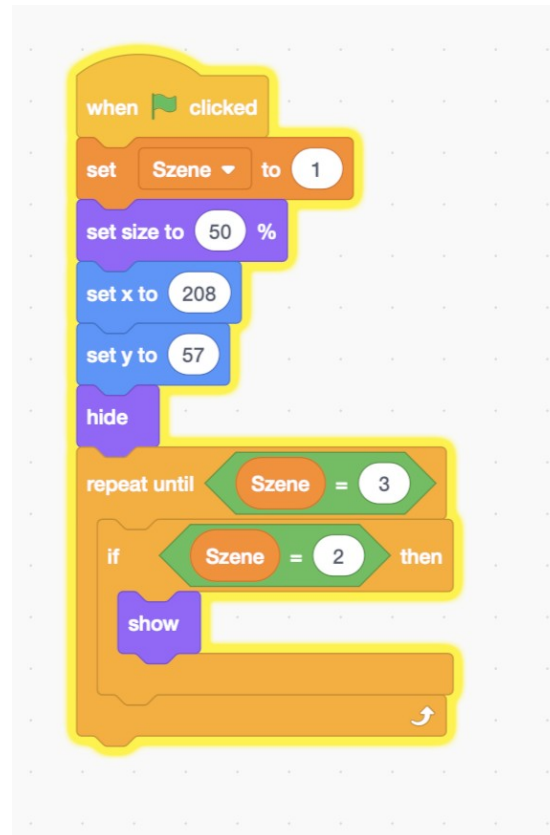 when clicked
set Szene to 1
set size to 50 %
set x to 208
set y to 57
hide
repeat until Szene = 3
if Szene = 2 then
show